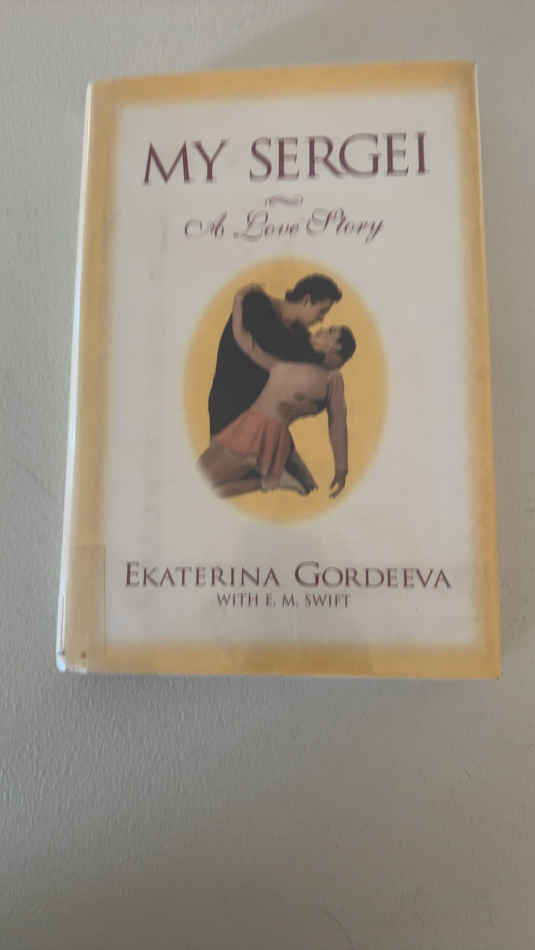 MY SERGEI
A Love Story
EKATERINA GORDEEVA
WITH E. M. SWIFT